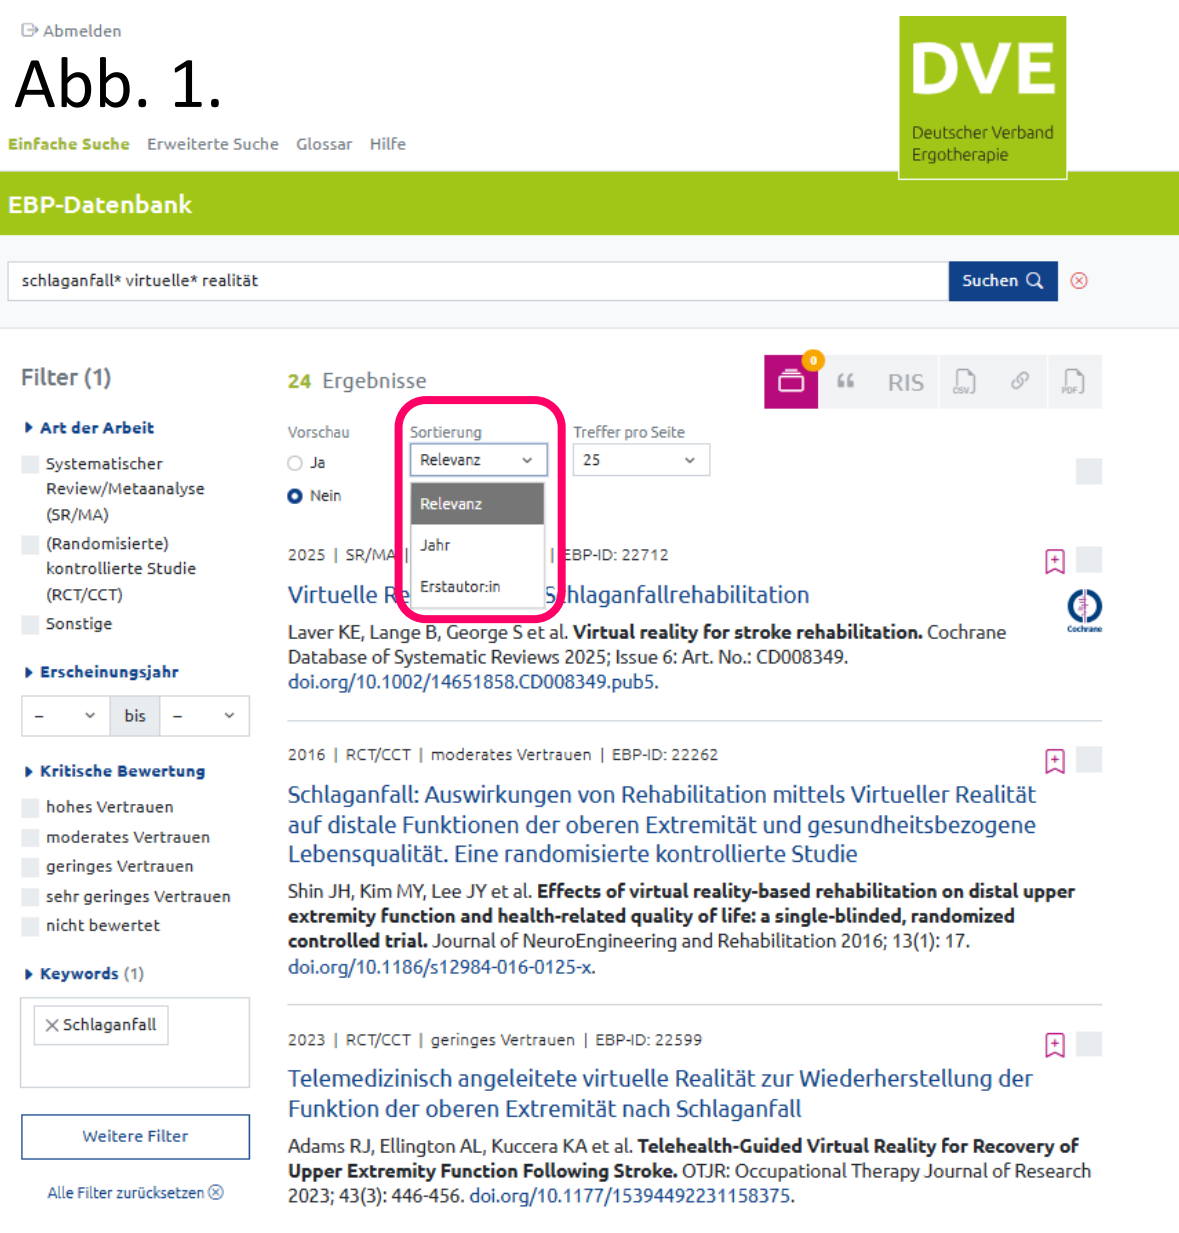 Abmelden
Abb. 1.
Einfache Suche Erweiterte Suche Glossar Hilfe
DVE
Deutscher Verband
Ergotherapie
EBP-Datenbank
schlaganfall* virtuelle* realität
Suchen
Filter (1)
Art der Arbeit
Systematischer
Review/Metaanalyse
(SR/MA)
(Randomisierte)
kontrollierte Studie
(RCT/CCT)
Sonstige
Erscheinungsjahr
– bis –
Kritische Bewertung
hohes Vertrauen
moderates Vertrauen
geringes Vertrauen
sehr geringes Vertrauen
nicht bewertet
Keywords (1)
Schlaganfall
Weitere Filter
Alle Filter zurücksetzen
24 Ergebnisse
0
“ RIS CSV PDF
Vorschau
Ja
Nein
Sortierung
Relevanz
Relevanz
Jahr
Erstautor:in
Treffer pro Seite
25
2025 | SR/MA | | EBP-ID: 22712
Virtuelle Re Schlaganfallrehabilitation
Cochrane
Laver KE, Lange B, George S et al. Virtual reality for stroke rehabilitation. Cochrane
Database of Systematic Reviews 2025; Issue 6: Art. No.: CD008349.
doi.org/10.1002/14651858.CD008349.pub5.
2016 | RCT/CCT | moderates Vertrauen | EBP-ID: 22262
Schlaganfall: Auswirkungen von Rehabilitation mittels Virtueller Realität
auf distale Funktionen der oberen Extremität und gesundheitsbezogene
Lebensqualität. Eine randomisierte kontrollierte Studie
Shin JH, Kim MY, Lee JY et al. Effects of virtual reality-based rehabilitation on distal upper
extremity function and health-related quality of life: a single-blinded, randomized
controlled trial. Journal of NeuroEngineering and Rehabilitation 2016; 13(1): 17.
doi.org/10.1186/s12984-016-0125-x.
2023 | RCT/CCT | geringes Vertrauen | EBP-ID: 22599
Telemedizinisch angeleitete virtuelle Realität zur Wiederherstellung der
Funktion der oberen Extremität nach Schlaganfall
Adams RJ, Ellington AL, Kuccera KA et al. Telehealth-Guided Virtual Reality for Recovery of
Upper Extremity Function Following Stroke. OTJR: Occupational Therapy Journal of Research
2023; 43(3): 446-456. doi.org/10.1177/15394492231158375.